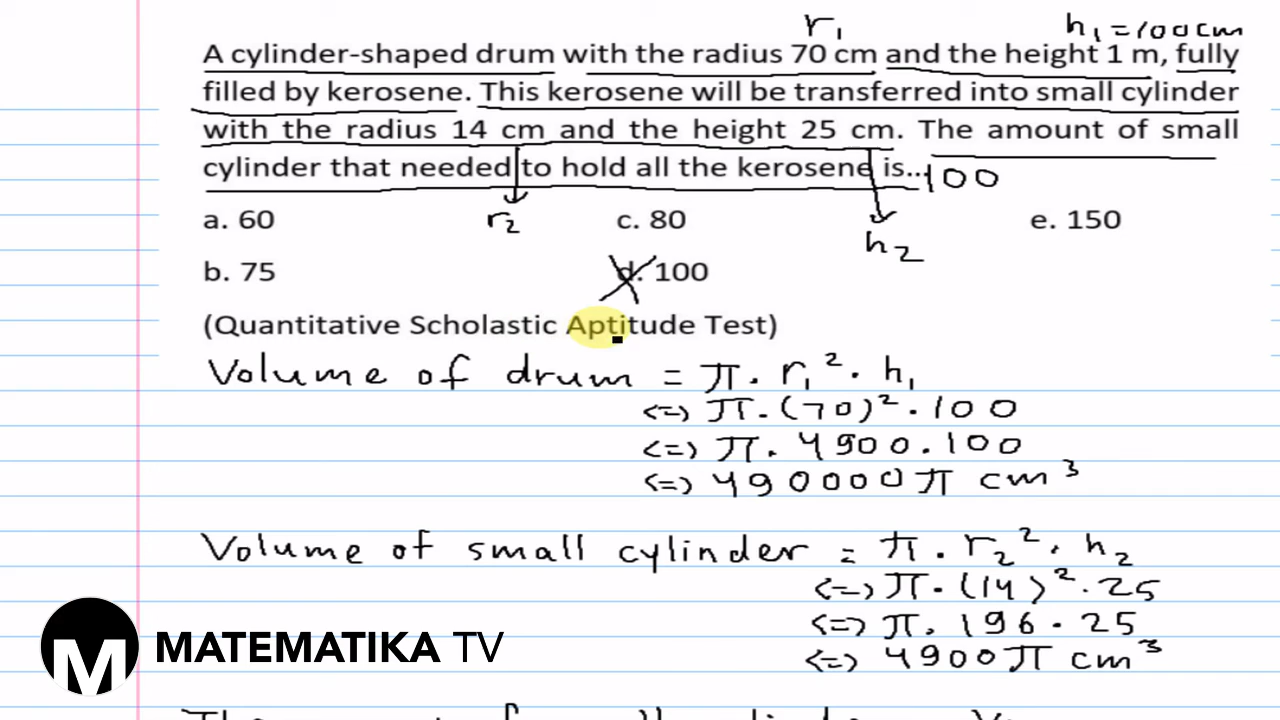 r₁ h₁=100cm
A cylinder-shaped drum with the radius 70 cm and the height 1 m, fully
filled by kerosene. This kerosene will be transferred into small cylinder
with the radius 14 cm and the height 25 cm. The amount of small
cylinder that needed to hold all the kerosene is... 100
a. 60 r₂ c. 80 h₂ e. 150
b. 75 d. 100
(Quantitative Scholastic Aptitude Test)
Volume of drum = π · r₁² · h₁
<=> π · (70)² · 100
<=> π · 4900 · 100
<=> 490000π cm³
Volume of small cylinder = π · r₂² · h₂
<=> π · (14)² · 25
<=> π · 196 · 25
<=> 4900π cm³
M MATEMATIKA TV